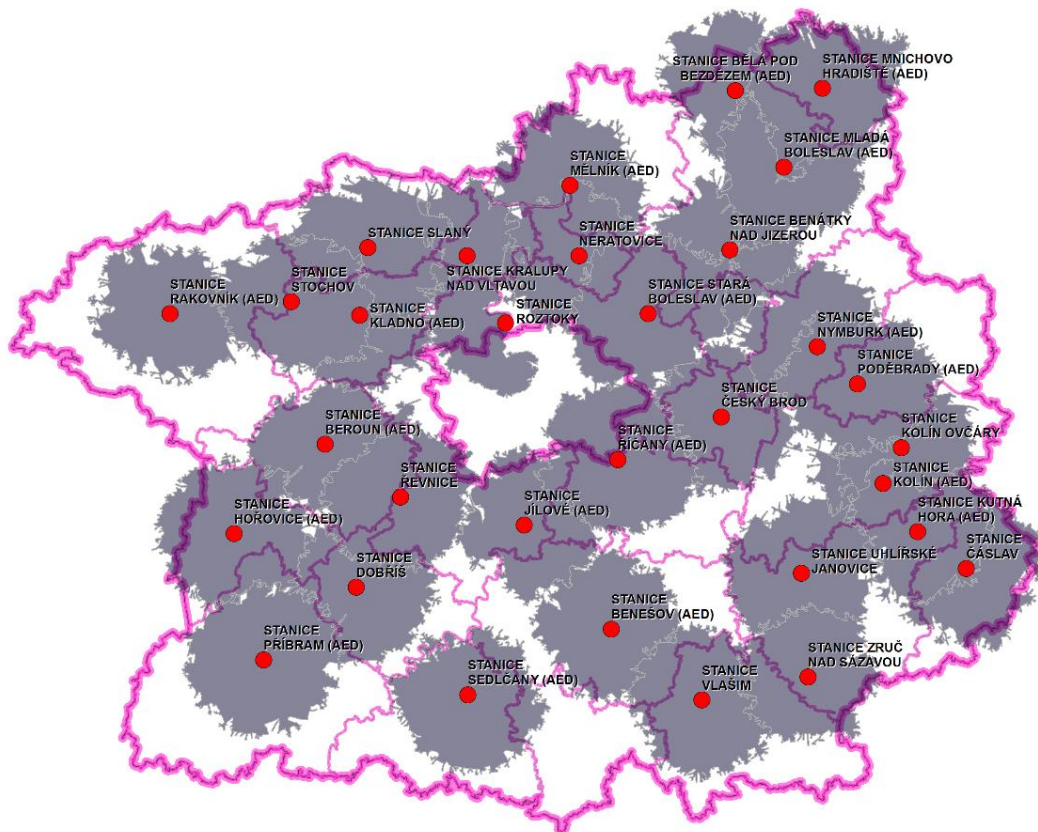 STANICE BĚLÁ POD
BEZDĚZEM (AED)
STANICE MNICHOVO
HRADIŠTĚ (AED)
STANICE MLADÁ
BOLESLAV (AED)
STANICE
MĚLNÍK (AED)
STANICE BENÁTKY
NAD JIZEROU
STANICE SLANÝ
STANICE
NERATOVICE
STANICE KRALUPY
NAD VLTAVOU
STANICE
RAKOVNÍK (AED)
STANICE
STOCHOV
STANICE
KLADNO (AED)
STANICE
ROZTOKY
STANICE STARÁ
BOLESLAV (AED)
STANICE
NYMBURK (AED)
STANICE
PODĚBRADY (AED)
STANICE
ČESKÝ BROD
STANICE
BEROUN (AED)
STANICE
ŘÍČANY (AED)
STANICE
KOLÍN OVČÁRY
STANICE
KOLÍN (AED)
STANICE
ŘEVNICE
STANICE
JÍLOVÉ (AED)
STANICE KUTNÁ
HORA (AED)
STANICE
HOŘOVICE (AED)
STANICE
ČÁSLAV
STANICE UHLÍŘSKÉ
JANOVICE
STANICE
DOBŘÍŠ
STANICE
BENEŠOV (AED)
STANICE
PŘÍBRAM (AED)
STANICE ZRUČ
NAD SÁZAVOU
STANICE
SEDLČANY (AED)
STANICE
VLAŠIM